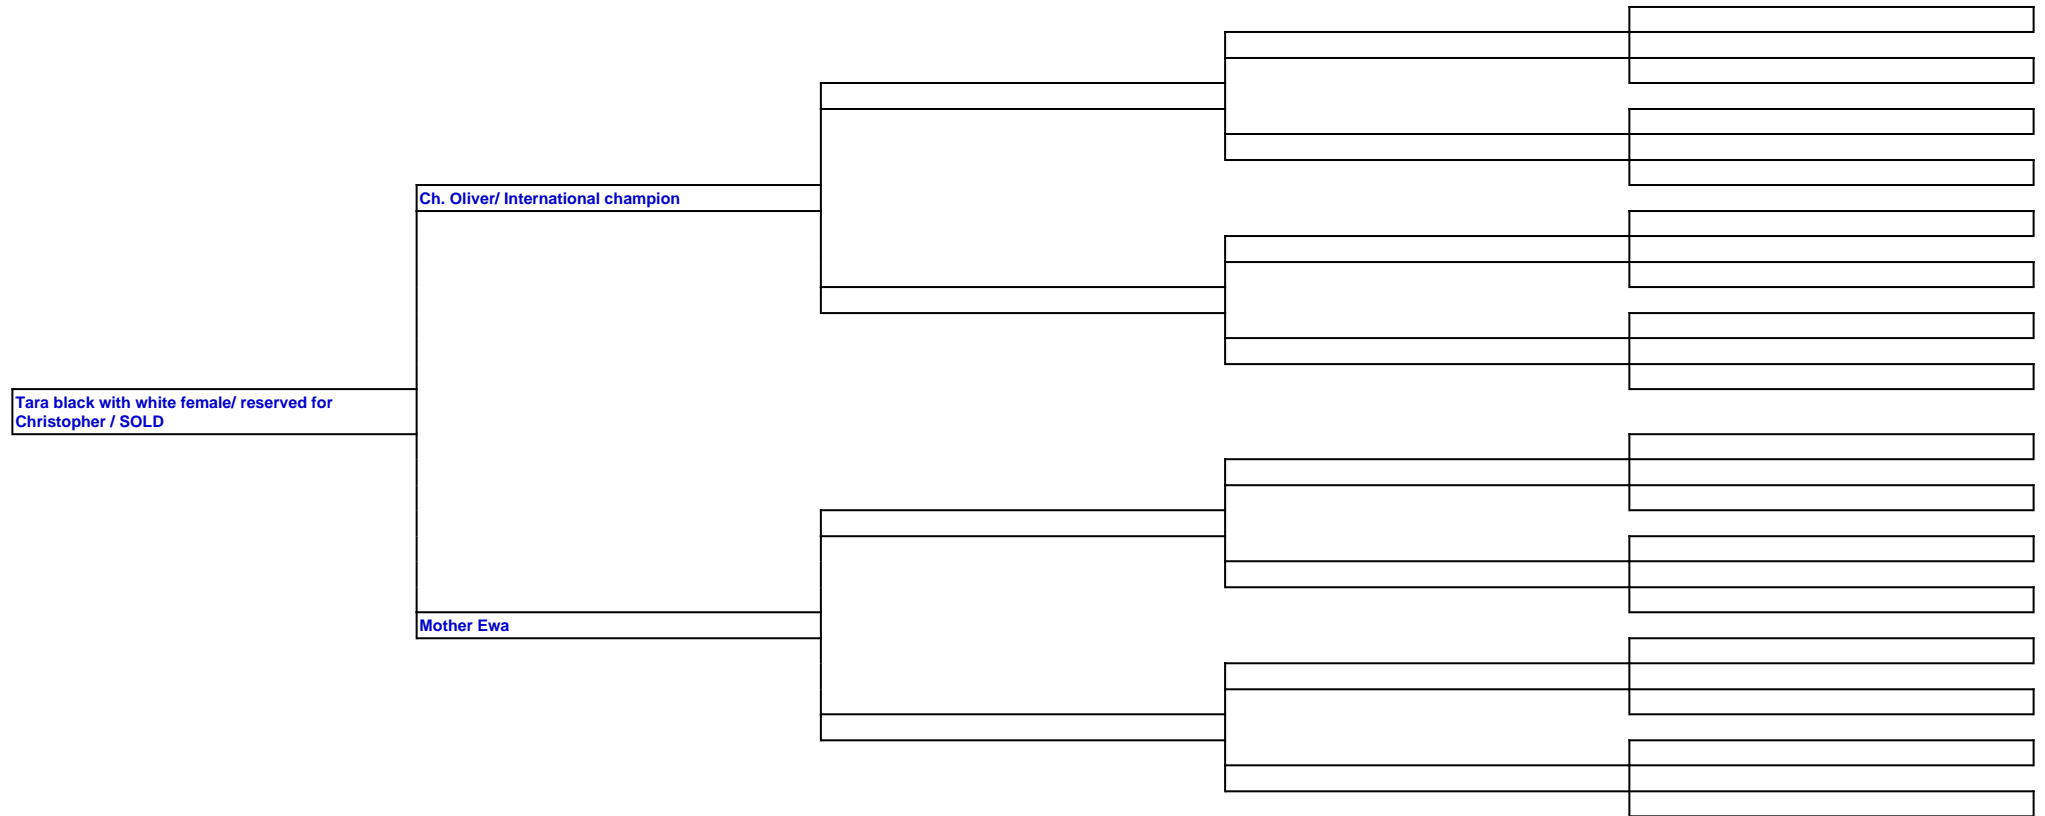 Ch. Oliver/ International champion
Tara black with white female/ reserved for
Christopher / SOLD
Mother Ewa